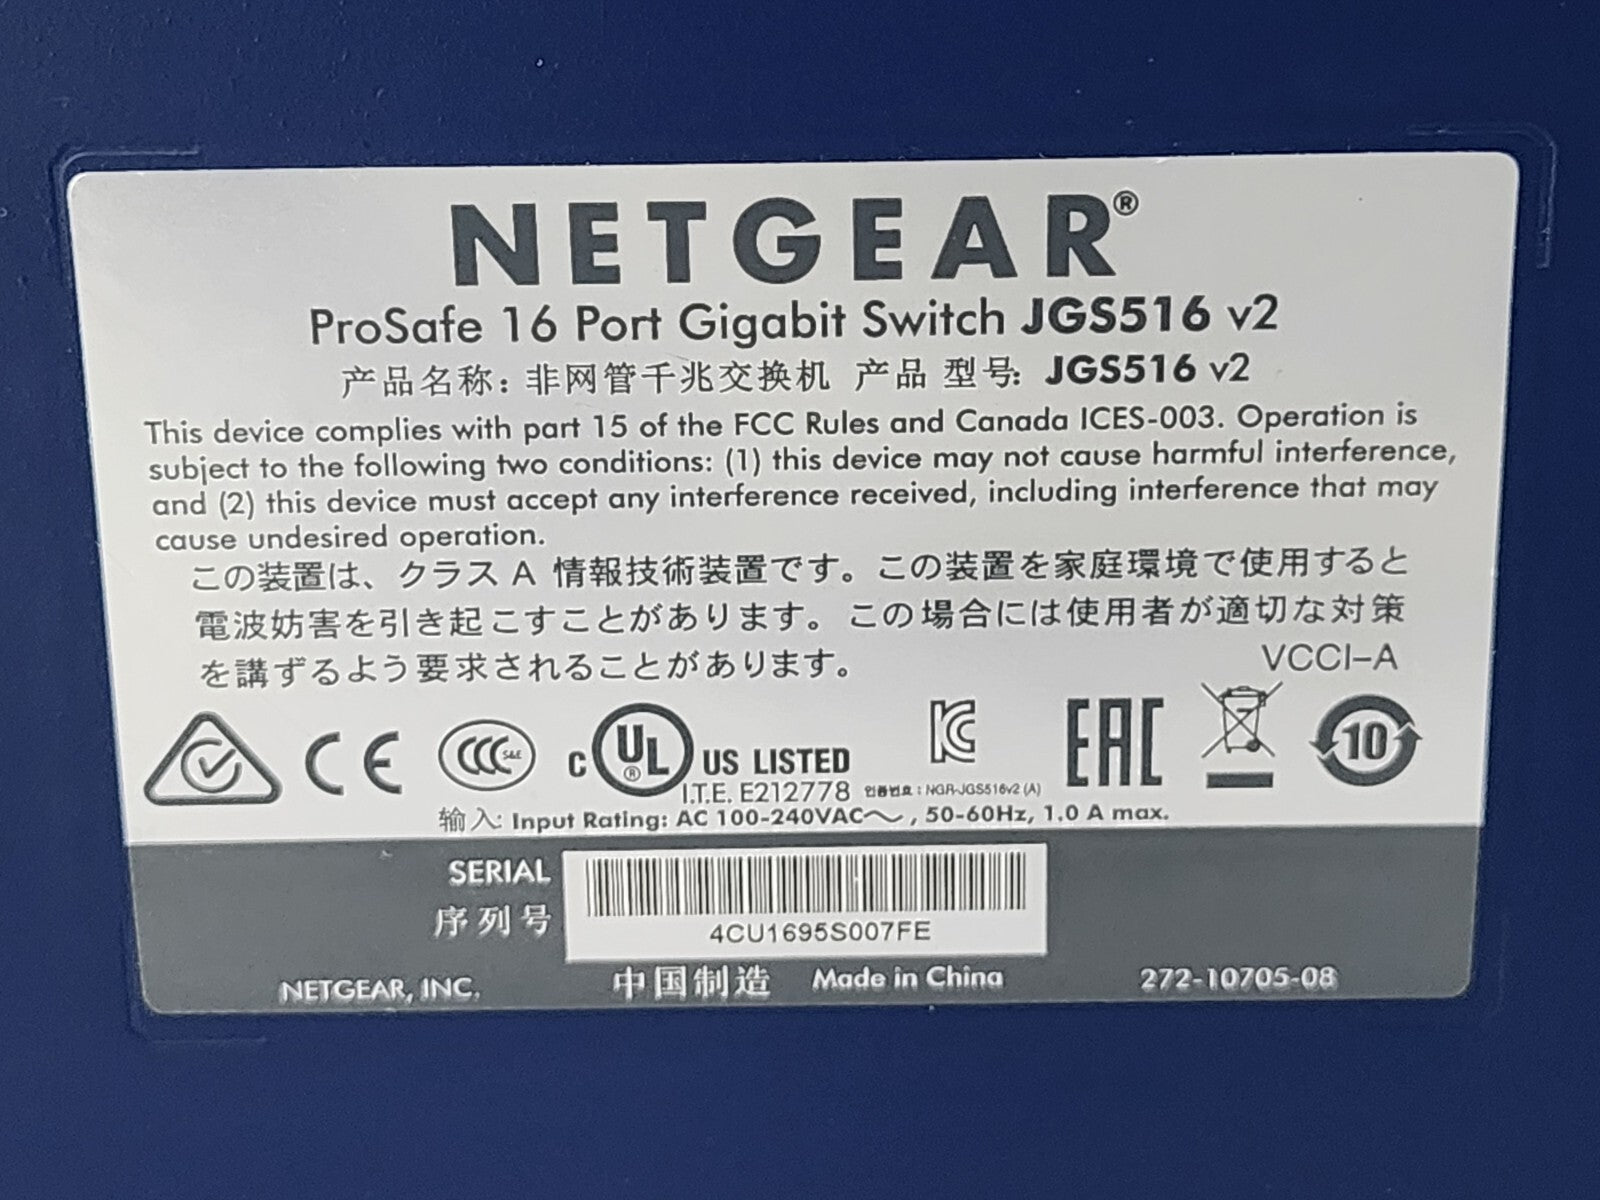 NETGEAR®
ProSafe 16 Port Gigabit Switch JGS516 v2
产品名称: 非网管千兆交换机 产品 型号: JGS516 v2
This device complies with part 15 of the FCC Rules and Canada ICES-003. Operation is
subject to the following two conditions: (1) this device may not cause harmful interference,
and (2) this device must accept any interference received, including interference that may
cause undesired operation.
この装置は、クラス A 情報技術装置です。この装置を家庭環境で使用すると
電波妨害を引き起こすことがあります。この場合には使用者が適切な対策
を講ずるよう要求されることがあります。
VCCI-A
CE CCC S&E c UL® US LISTED KC EAC 10
I.T.E. E212778 인증번호 : NGR-JGS516v2 (A)
输入: Input Rating: AC 100-240VAC～, 50-60Hz, 1.0 A max.
SERIAL
序列号
4CU1695S007FE
NETGEAR, INC. 中国制造 Made in China 272-10705-08